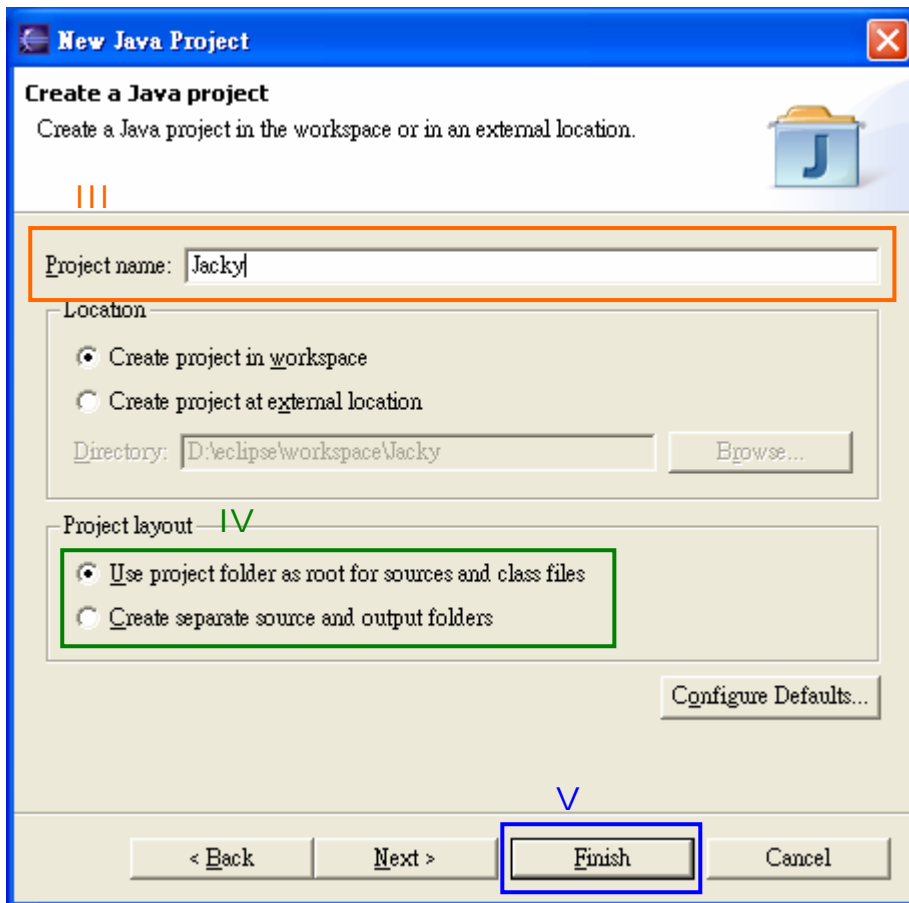 New Java Project
Create a Java project
Create a Java project in the workspace or in an external location.
III
Project name: Jacky
Location
Create project in workspace
Create project at external location
Directory: D:\eclipse\workspace\Jacky Browse...
Project layout IV
Use project folder as root for sources and class files
Create separate source and output folders
Configure Defaults...
V
< Back Next > Finish Cancel